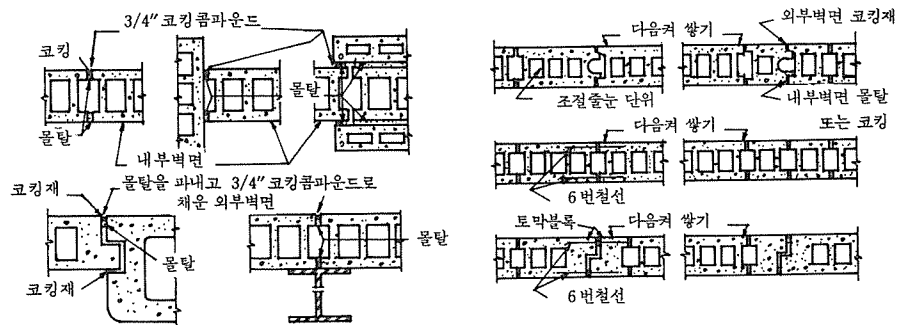 3/4" 코킹콤파운드
코킹
몰탈
몰탈
내부벽면
코킹재
몰탈을 파내고 3/4" 코킹콤파운드로
채운 외부벽면
몰탈
코킹재
몰탈
다음켜 쌓기
외부벽면 코킹재
조절줄눈 단위
내부벽면 몰탈
또는 코킹
다음켜 쌓기
6번철선
토막블록
다음켜 쌓기
6번철선